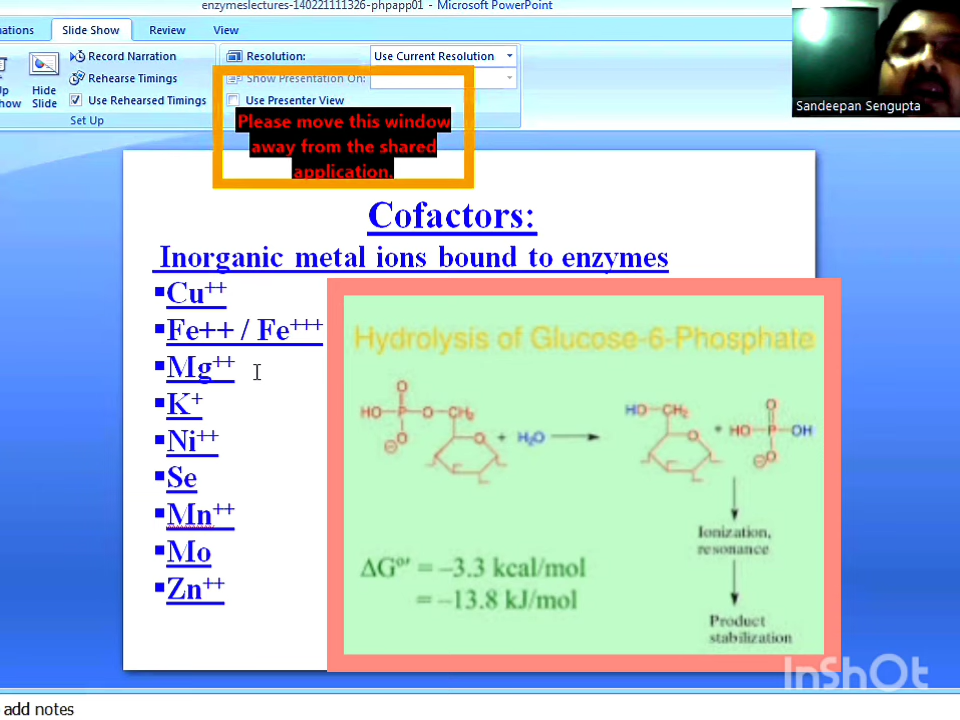 enzymeslectures-140221111326-phpapp01 - Microsoft PowerPoint
nations Slide Show Review View
Up
how
Hide
Slide
Record Narration
Rehearse Timings
Use Rehearsed Timings
Set Up
Resolution: Use Current Resolution
Show Presentation On:
Use Presenter View
Please move this window
away from the shared
application.
Sandeepan Sengupta
Cofactors:
Inorganic metal ions bound to enzymes
▪Cu++
▪Fe++ / Fe+++
▪Mg++
▪K+
▪Ni++
▪Se
▪Mn++
▪Mo
▪Zn++
Hydrolysis of Glucose-6-Phosphate
HO-P-O-CH₂
O
O
O
+ H₂O
HO-CH₂
O
+ HO-P-OH
O
O
Ionization,
resonance
Product
stabilization
ΔG°′ = –3.3 kcal/mol
= –13.8 kJ/mol
InShOt
add notes